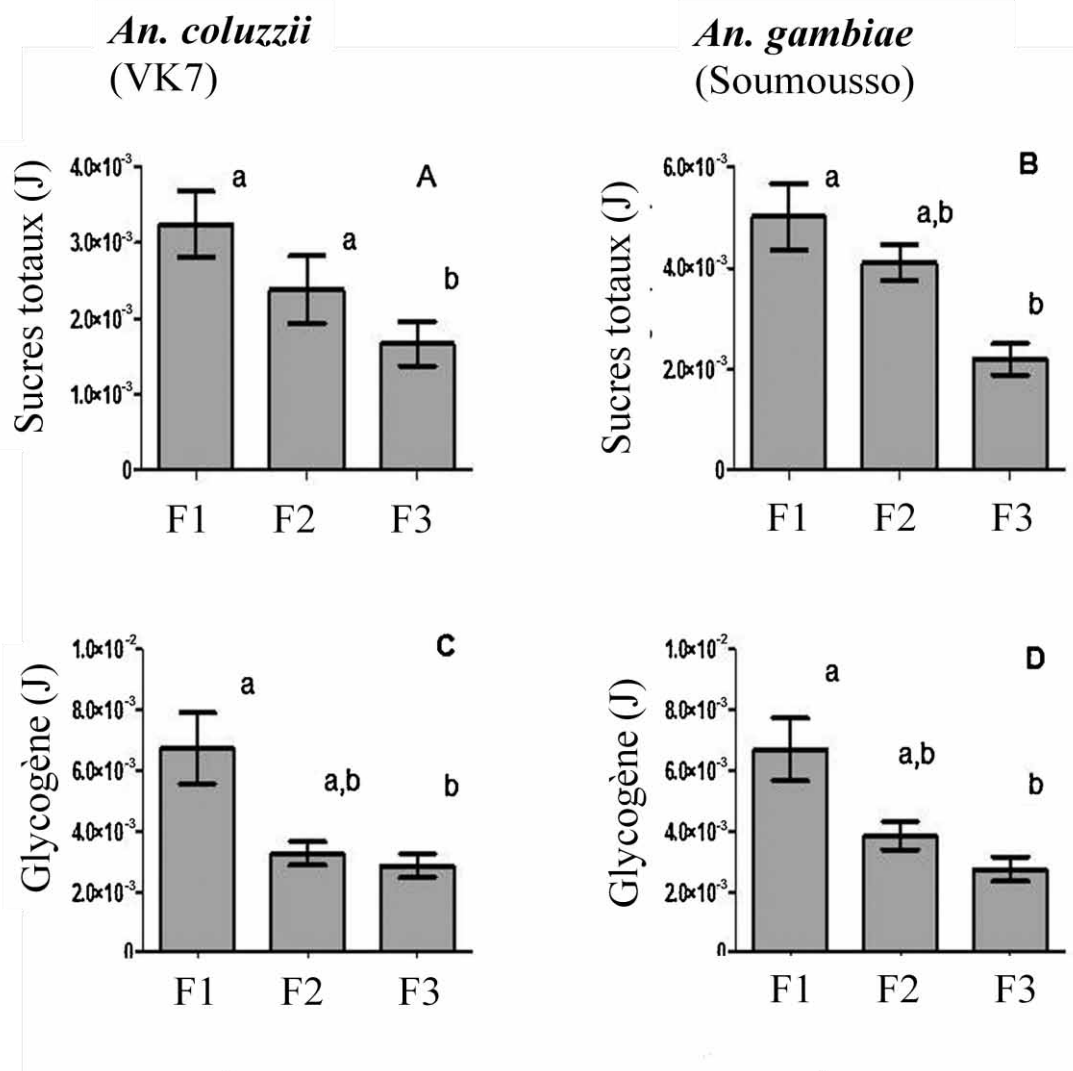 An. coluzzii
(VK7)
An. gambiae
(Soumousso)
Sucres totaux (J)
4.0×10⁻³
3.0×10⁻³
2.0×10⁻³
1.0×10⁻³
0
a
a
b
A
F1 F2 F3
Sucres totaux (J)
6.0×10⁻³
4.0×10⁻³
2.0×10⁻³
0
a
a,b
b
B
F1 F2 F3
Glycogène (J)
1.0×10⁻²
8.0×10⁻³
6.0×10⁻³
4.0×10⁻³
2.0×10⁻³
0
a
a,b
b
C
F1 F2 F3
Glycogène (J)
1.0×10⁻²
8.0×10⁻³
6.0×10⁻³
4.0×10⁻³
2.0×10⁻³
0
a
a,b
b
D
F1 F2 F3